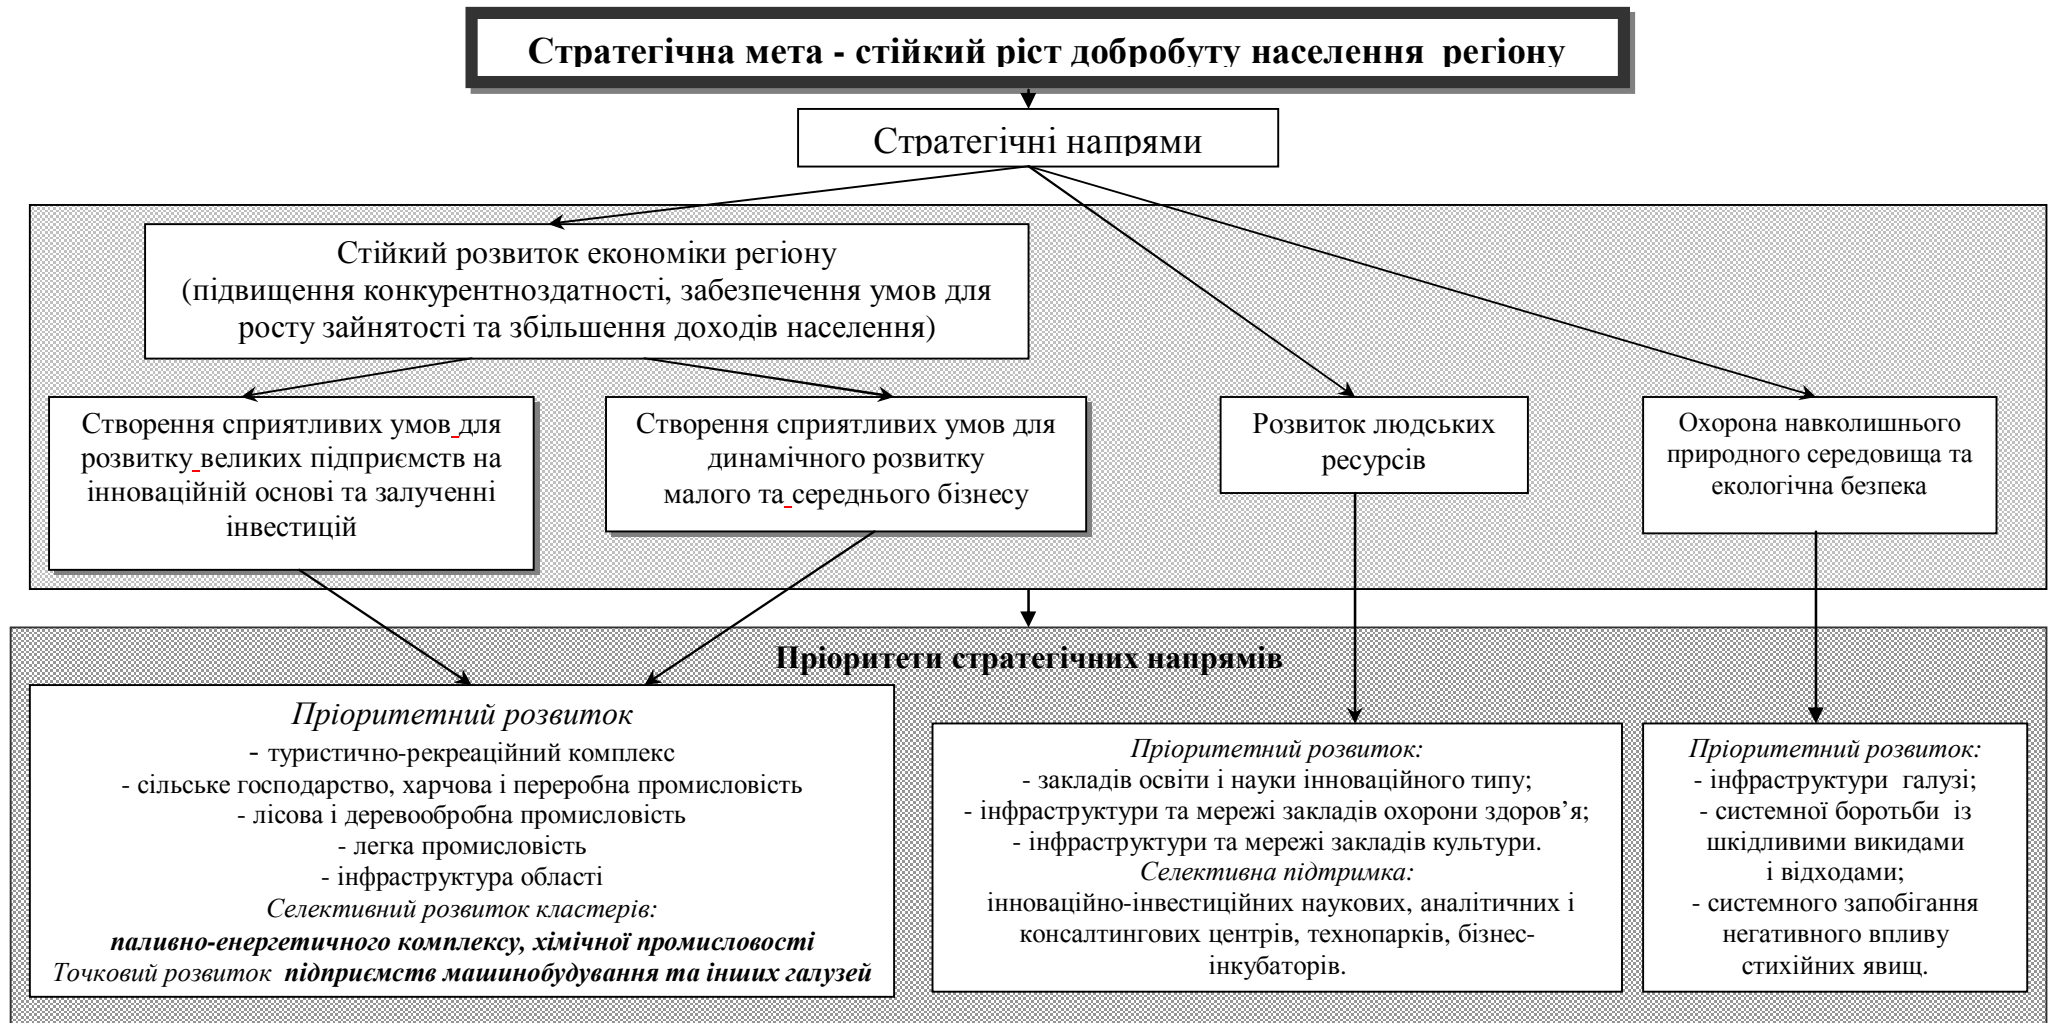 Стратегічна мета - стійкий ріст добробуту населення регіону
Стратегічні напрями
Стійкий розвиток економіки регіону
(підвищення конкурентноздатності, забезпечення умов для
росту зайнятості та збільшення доходів населення)
Створення сприятливих умов для
розвитку великих підприємств на
інноваційній основі та залученні
інвестицій
Створення сприятливих умов для
динамічного розвитку
малого та середнього бізнесу
Розвиток людських
ресурсів
Охорона навколишнього
природного середовища та
екологічна безпека
Пріоритети стратегічних напрямів
Пріоритетний розвиток
- туристично-рекреаційний комплекс
- сільське господарство, харчова і переробна промисловість
- лісова і деревообробна промисловість
- легка промисловість
- інфраструктура області
Селективний розвиток кластерів:
паливно-енергетичного комплексу, хімічної промисловості
Точковий розвиток підприємств машинобудування та інших галузей
Пріоритетний розвиток:
- закладів освіти і науки інноваційного типу;
- інфраструктури та мережі закладів охорони здоров’я;
- інфраструктури та мережі закладів культури.
Селективна підтримка:
інноваційно-інвестиційних наукових, аналітичних і
консалтингових центрів, технопарків, бізнес-
інкубаторів.
Пріоритетний розвиток:
- інфраструктури галузі;
- системної боротьби із
шкідливими викидами
і відходами;
- системного запобігання
негативного впливу
стихійних явищ.